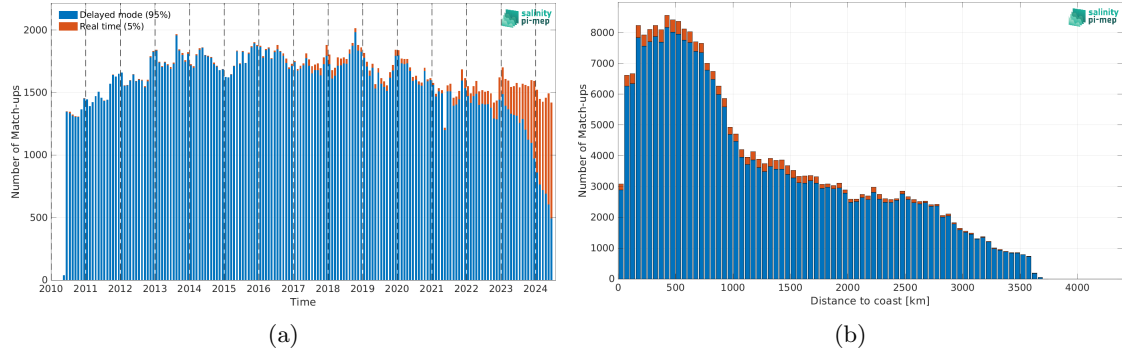 Delayed mode (95%)
Real time (5%)
salinity
pi-mep
2000
1500
1000
500
0
Number of Match-ups
2010 2011 2012 2013 2014 2015 2016 2017 2018 2019 2020 2021 2022 2023 2024
Time
(a)
salinity
pi-mep
8000
7000
6000
5000
4000
3000
2000
1000
0
Number of Match-ups
0 500 1000 1500 2000 2500 3000 3500 4000
Distance to coast [km]
(b)